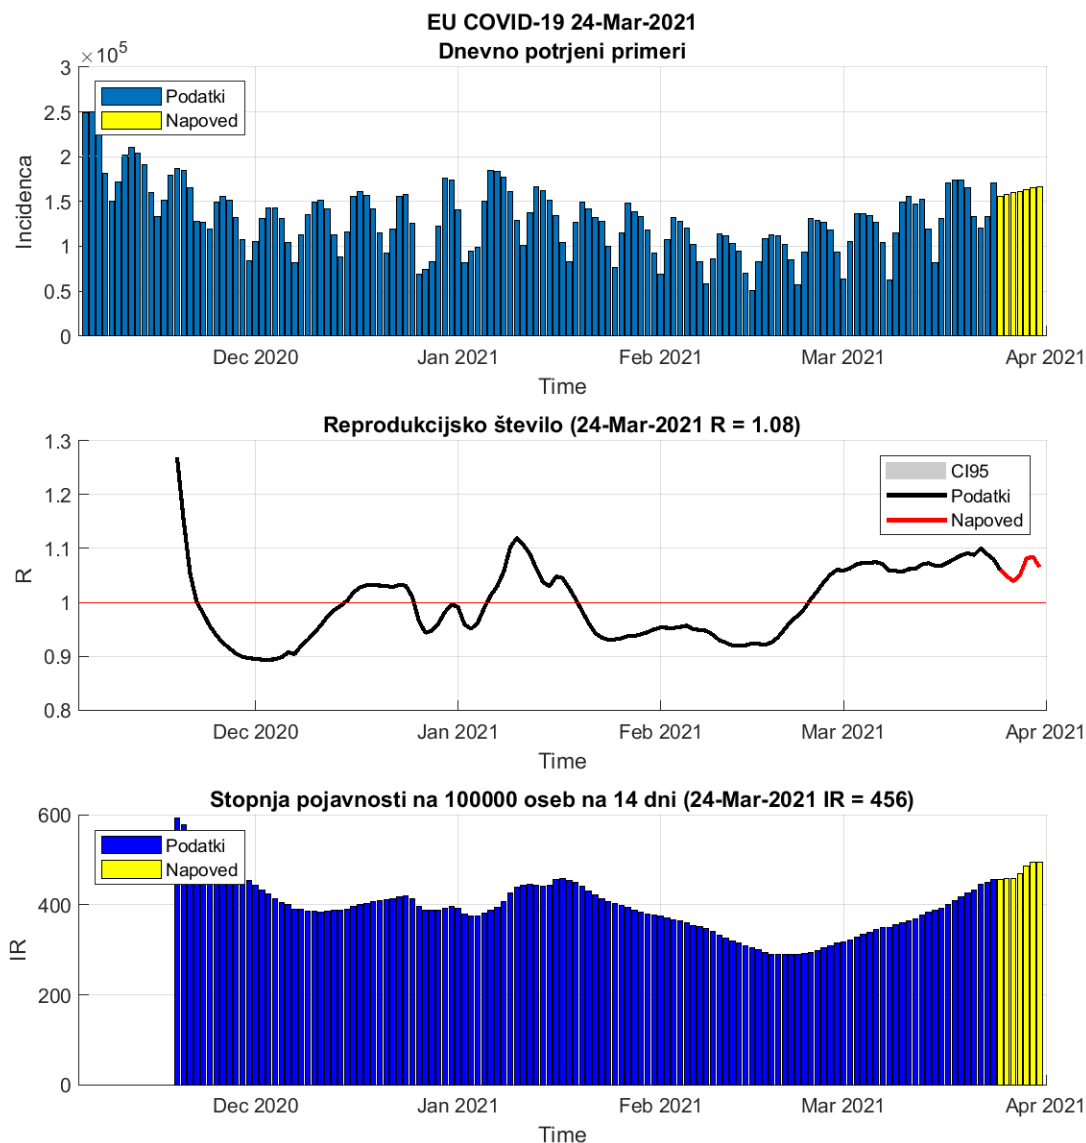 EU COVID-19 24-Mar-2021
Dnevno potrjeni primeri
×10^5
3
2.5
2
1.5
1
0.5
0
Incidenca
Podatki
Napoved
Dec 2020
Jan 2021
Feb 2021
Mar 2021
Apr 2021
Time
Reprodukcijsko število (24-Mar-2021 R = 1.08)
1.3
1.2
1.1
1
0.9
0.8
R
CI95
Podatki
Napoved
Dec 2020
Jan 2021
Feb 2021
Mar 2021
Apr 2021
Time
Stopnja pojavnosti na 100000 oseb na 14 dni (24-Mar-2021 IR = 456)
600
400
200
0
IR
Podatki
Napoved
Dec 2020
Jan 2021
Feb 2021
Mar 2021
Apr 2021
Time